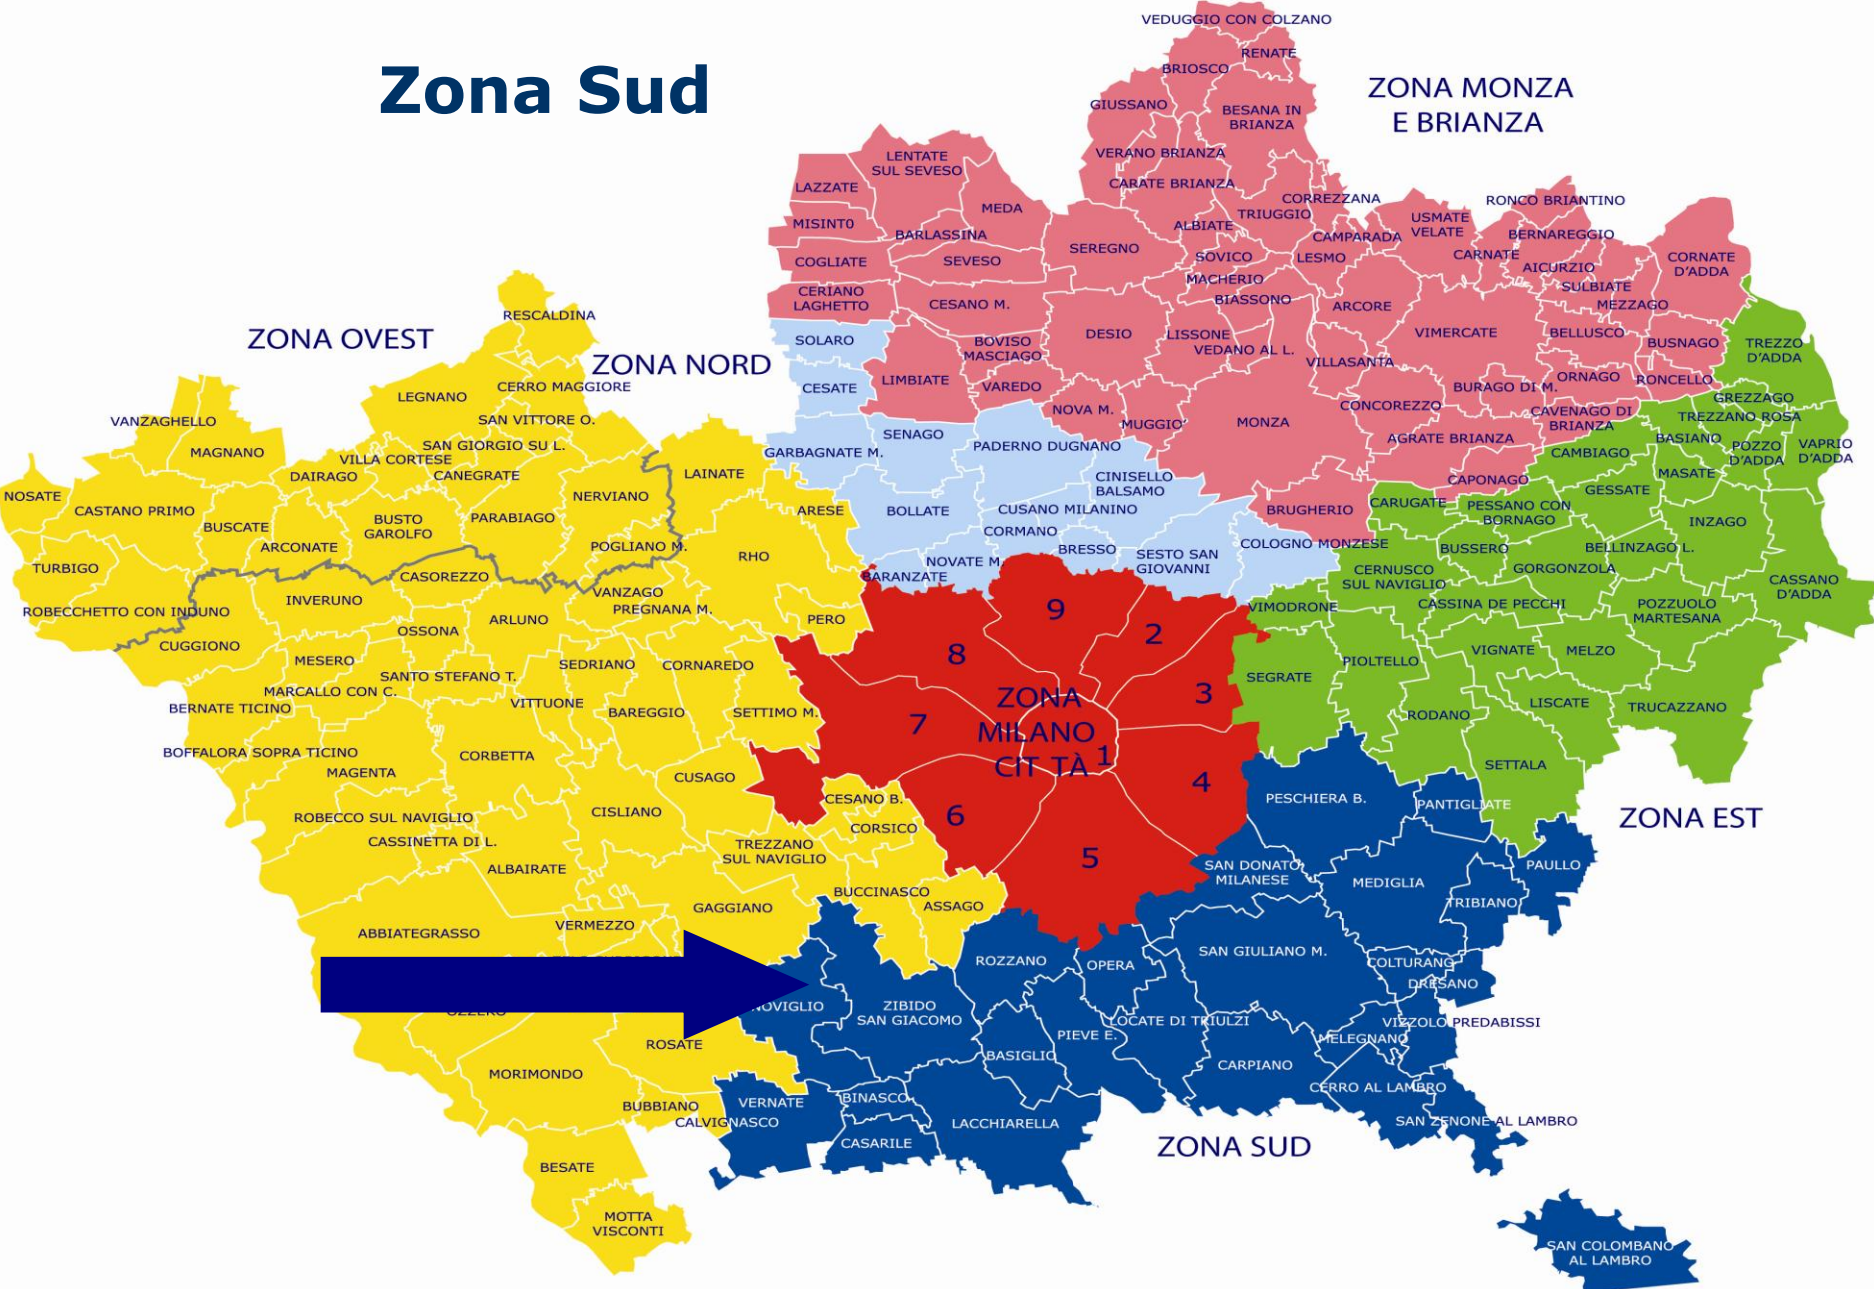 Zona Sud
VEDUGGIO CON COLZANO
RENATE
BRIOSCO
ZONA MONZA
E BRIANZA
GIUSSANO
BESANA IN
BRIANZA
VERANO BRIANZA
LENTATE
SUL SEVESO
CARATE BRIANZA
LAZZATE
CORREZZANA
RONCO BRIANTINO
MEDA
TRIUGGIO
USMATE
VELATE
MISINT0
ALBIATE
BARLASSINA
CAMPARADA
BERNAREGGIO
SEREGNO
SOVICO
LESMO
CARNATE
CORNATE
D'ADDA
COGLIATE
SEVESO
AICURZIO
MACHERIO
SULBIATE
CERIANO
LAGHETTO
CESANO M.
BIASSONO
ARCORE
MEZZAGO
RESCALDINA
ZONA OVEST
SOLARO
BOVISO
MASCIAGO
DESIO
LISSONE
VEDANO AL L.
VIMERCATE
BELLUSCO
BUSNAGO
TREZZO
D'ADDA
ZONA NORD
VILLASANTA
CERRO MAGGIORE
CESATE
LIMBIATE
VAREDO
BURAGO DI M.
ORNAGO
RONCELLO
LEGNANO
GREZZAGO
NOVA M.
CONCOREZZO
CAVENAGO DI
BRIANZA
TREZZANO ROSA
VANZAGHELLO
SAN VITTORE O.
MUGGIO'
MONZA
SENAGO
PADERNO DUGNANO
AGRATE BRIANZA
BASIANO
POZZO
D'ADDA
VAPRIO
D'ADDA
MAGNANO
SAN GIORGIO SU L.
VILLA CORTESE
GARBAGNATE M.
CAMBIAGO
DAIRAGO
CANEGRATE
LAINATE
CINISELLO
BALSAMO
CAPONAGO
MASATE
NOSATE
NERVIANO
GESSATE
CASTANO PRIMO
ARESE
BOLLATE
CUSANO MILANINO
BRUGHERIO
CARUGATE
PESSANO CON
BORNAGO
INZAGO
BUSCATE
BUSTO
GAROLFO
PARABIAGO
CORMANO
ARCONATE
POGLIANO M.
RHO
BRESSO
SESTO SAN
GIOVANNI
COLOGNO MONZESE
BUSSERO
BELLINZAGO L.
TURBIGO
CASOREZZO
NOVATE M.
BARANZATE
CERNUSCO
SUL NAVIGLIO
GORGONZOLA
CASSANO
D'ADDA
ROBECCHETTO CON INDUNO
INVERUNO
VANZAGO
PREGNANA M.
9
VIMODRONE
CASSINA DE PECCHI
POZZUOLO
MARTESANA
CUGGIONO
OSSONA
ARLUNO
PERO
2
MESERO
SEDRIANO
CORNAREDO
8
PIOLTELLO
VIGNATE
MELZO
SANTO STEFANO T.
SEGRATE
MARCALLO CON C.
3
BERNATE TICINO
VITTUONE
BAREGGIO
SETTIMO M.
7
ZONA
MILANO
CIT TÀ
1
RODANO
LISCATE
TRUCAZZANO
BOFFALORA SOPRA TICINO
CORBETTA
MAGENTA
CUSAGO
4
SETTALA
CESANO B.
PESCHIERA B.
PANTIGLIATE
ROBECCO SUL NAVIGLIO
CISLIANO
6
ZONA EST
CORSICO
CASSINETTA DI L.
TREZZANO
SUL NAVIGLIO
5
ALBAIRATE
SAN DONATO
MILANESE
PAULLO
BUCCINASCO
MEDIGLIA
GAGGIANO
ASSAGO
TRIBIANO
VERMEZZO
ABBIATEGRASSO
ROZZANO
OPERA
SAN GIULIANO M.
COLTURANO
DRESANO
NOVIGLIO
ZIBIDO
SAN GIACOMO
OZZERO
LOCATE DI TRIULZI
VIZZOLO PREDABISSI
ROSATE
PIEVE E.
MELEGNANO
BASIGLIO
CARPIANO
MORIMONDO
CERRO AL LAMBRO
BUBBIANO
VERNATE
BINASCO
CALVIGNASCO
LACCHIARELLA
SAN ZENONE AL LAMBRO
CASARILE
ZONA SUD
BESATE
MOTTA
VISCONTI
SAN COLOMBANO
AL LAMBRO